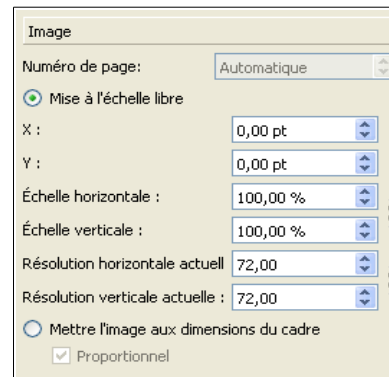 Image
Numéro de page: Automatique
Mise à l'échelle libre
X : 0,00 pt
Y : 0,00 pt
Échelle horizontale : 100,00 %
Échelle verticale : 100,00 %
Résolution horizontale actuell 72,00
Résolution verticale actuelle : 72,00
Mettre l'image aux dimensions du cadre
Proportionnel